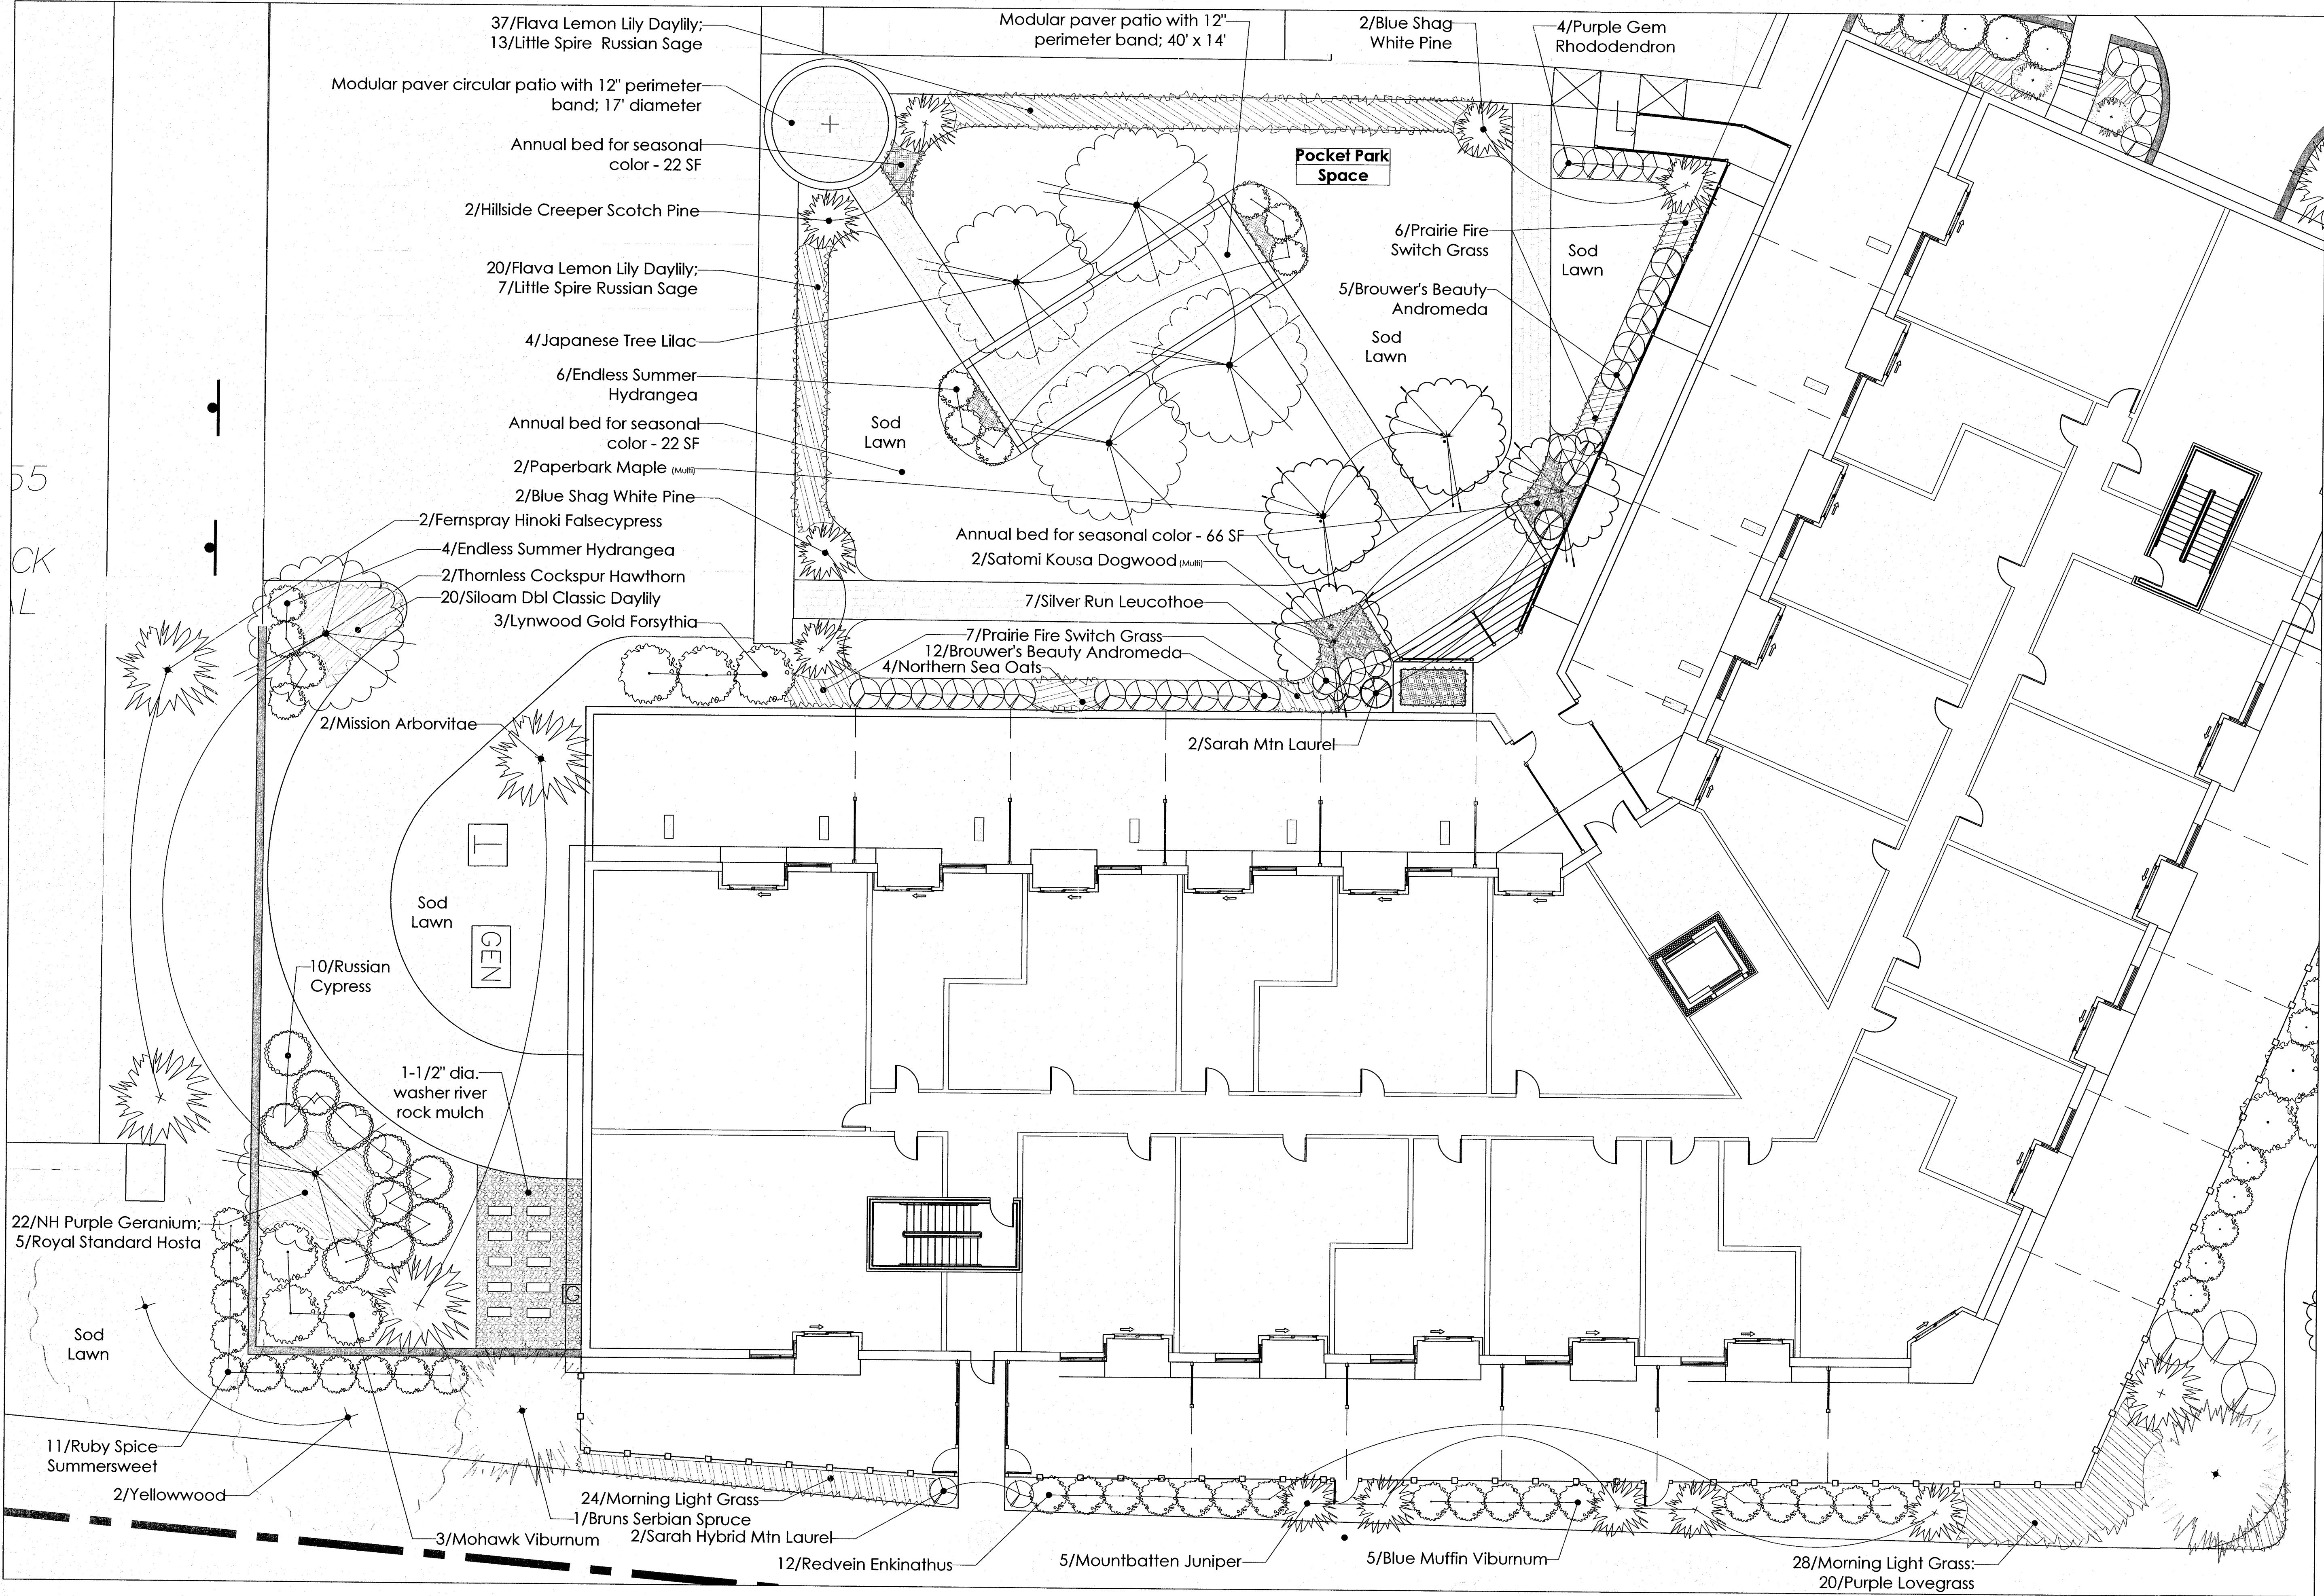 37/Flava Lemon Lily Daylily;
13/Little Spire Russian Sage
Modular paver patio with 12"
perimeter band; 40' x 14'
2/Blue Shag
White Pine
4/Purple Gem
Rhododendron
Modular paver circular patio with 12" perimeter
band; 17' diameter
Annual bed for seasonal
color - 22 SF
Pocket Park
Space
2/Hillside Creeper Scotch Pine
6/Prairie Fire
Switch Grass
Sod
Lawn
20/Flava Lemon Lily Daylily;
7/Little Spire Russian Sage
5/Brouwer's Beauty
Andromeda
4/Japanese Tree Lilac
Sod
Lawn
6/Endless Summer
Hydrangea
Annual bed for seasonal
color - 22 SF
Sod
Lawn
2/Paperbark Maple (Multi)
55
2/Blue Shag White Pine
2/Fernspray Hinoki Falsecypress
Annual bed for seasonal color - 66 SF
4/Endless Summer Hydrangea
CK
2/Satomi Kousa Dogwood (Multi)
2/Thornless Cockspur Hawthorn
20/Siloam Dbl Classic Daylily
L
7/Silver Run Leucothoe
3/Lynwood Gold Forsythia
7/Prairie Fire Switch Grass
12/Brouwer's Beauty Andromeda
4/Northern Sea Oats
2/Mission Arborvitae
2/Sarah Mtn Laurel
T
Sod
Lawn
GEN
10/Russian
Cypress
1-1/2" dia.
washer river
rock mulch
22/NH Purple Geranium;
5/Royal Standard Hosta
G
Sod
Lawn
11/Ruby Spice
Summersweet
2/Yellowwood
24/Morning Light Grass
1/Bruns Serbian Spruce
3/Mohawk Viburnum
2/Sarah Hybrid Mtn Laurel
12/Redvein Enkinathus
5/Mountbatten Juniper
5/Blue Muffin Viburnum
28/Morning Light Grass:
20/Purple Lovegrass